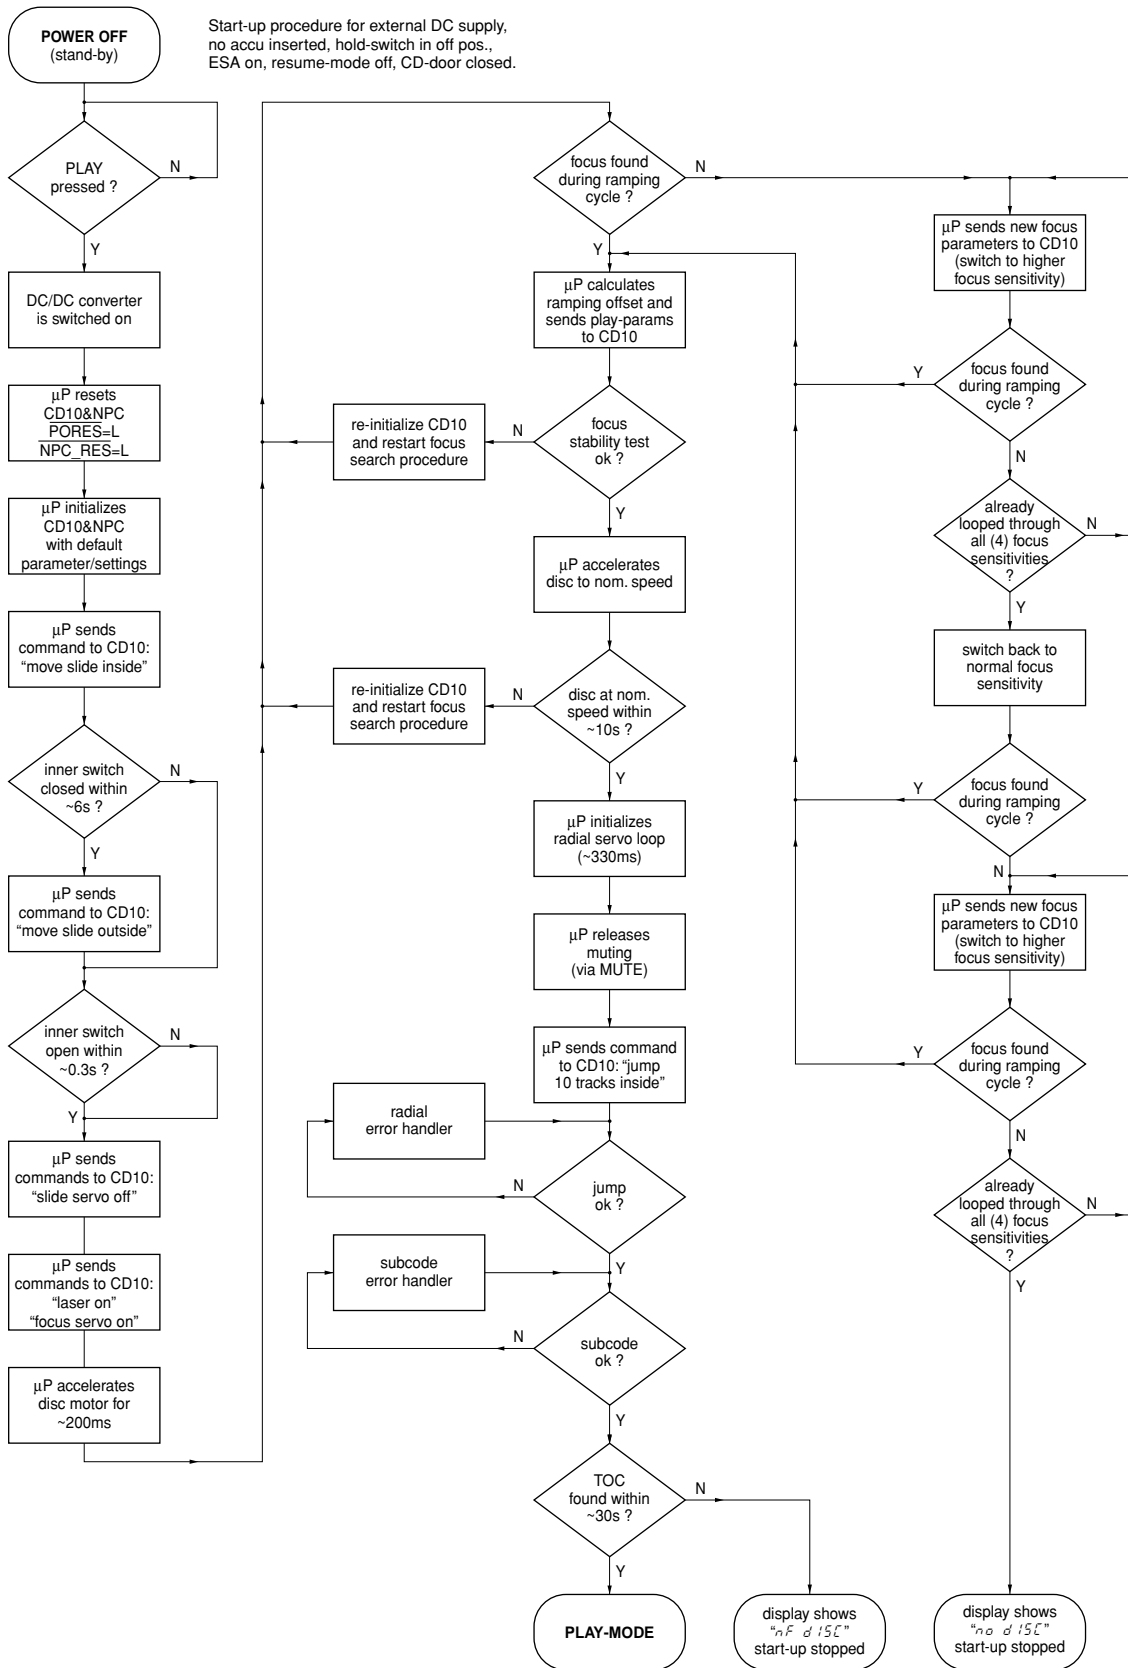 POWER OFF
(stand-by)
Start-up procedure for external DC supply,
no accu inserted, hold-switch in off pos.,
ESA on, resume-mode off, CD-door closed.
PLAY
pressed ?
N
Y
DC/DC converter
is switched on
µP resets
CD10&NPC
PORES=L
NPC_RES=L
µP initializes
CD10&NPC
with default
parameter/settings
µP sends
command to CD10:
“move slide inside”
inner switch
closed within
~6s ?
N
Y
µP sends
command to CD10:
“move slide outside”
inner switch
open within
~0.3s ?
N
Y
µP sends
commands to CD10:
“slide servo off”
µP sends
commands to CD10:
“laser on”
“focus servo on”
µP accelerates
disc motor for
~200ms
focus found
during ramping
cycle ?
N
Y
µP calculates
ramping offset and
sends play-params
to CD10
focus
stability test
ok ?
N
re-initialize CD10
and restart focus
search procedure
Y
µP accelerates
disc to nom. speed
disc at nom.
speed within
~10s ?
N
re-initialize CD10
and restart focus
search procedure
Y
µP initializes
radial servo loop
(~330ms)
µP releases
muting
(via MUTE)
µP sends command
to CD10: “jump
10 tracks inside”
radial
error handler
jump
ok ?
N
Y
subcode
error handler
subcode
ok ?
N
Y
TOC
found within
~30s ?
N
Y
PLAY-MODE
display shows
“nF dISC”
start-up stopped
µP sends new focus
parameters to CD10
(switch to higher
focus sensitivity)
focus found
during ramping
cycle ?
Y
N
already
looped through
all (4) focus
sensitivities
?
N
Y
switch back to
normal focus
sensitivity
focus found
during ramping
cycle ?
Y
N
µP sends new focus
parameters to CD10
(switch to higher
focus sensitivity)
focus found
during ramping
cycle ?
Y
N
already
looped through
all (4) focus
sensitivities
?
N
Y
display shows
“no dISC”
start-up stopped